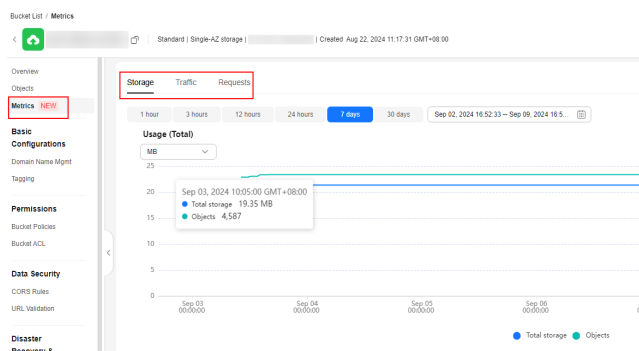 Bucket List / Metrics
Standard | Single-AZ storage | | Created Aug 22, 2024 11:17:31 GMT+08:00
Overview
Objects
Metrics NEW
Basic
Configurations
Domain Name Mgmt
Tagging
Permissions
Bucket Policies
Bucket ACL
Data Security
CORS Rules
URL Validation
Disaster
Recovery &
Storage Traffic Requests
1 hour 3 hours 12 hours 24 hours 7 days 30 days Sep 02, 2024 16:52:33 – Sep 09, 2024 16:5...
Usage (Total)
MB
25
20
15
10
5
0
Sep 03, 2024 10:05:00 GMT+08:00
Total storage 19.35 MB
Objects 4,587
Sep 03 Sep 04 Sep 05 Sep 06
00:00:00 00:00:00 00:00:00 00:00:00
Total storage Objects